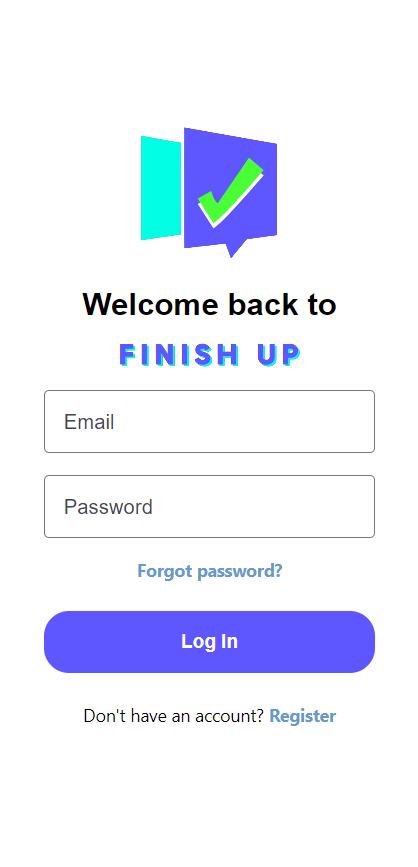 Welcome back to
FINISH UP
Email
Password
Forgot password?
Log In
Don't have an account? Register